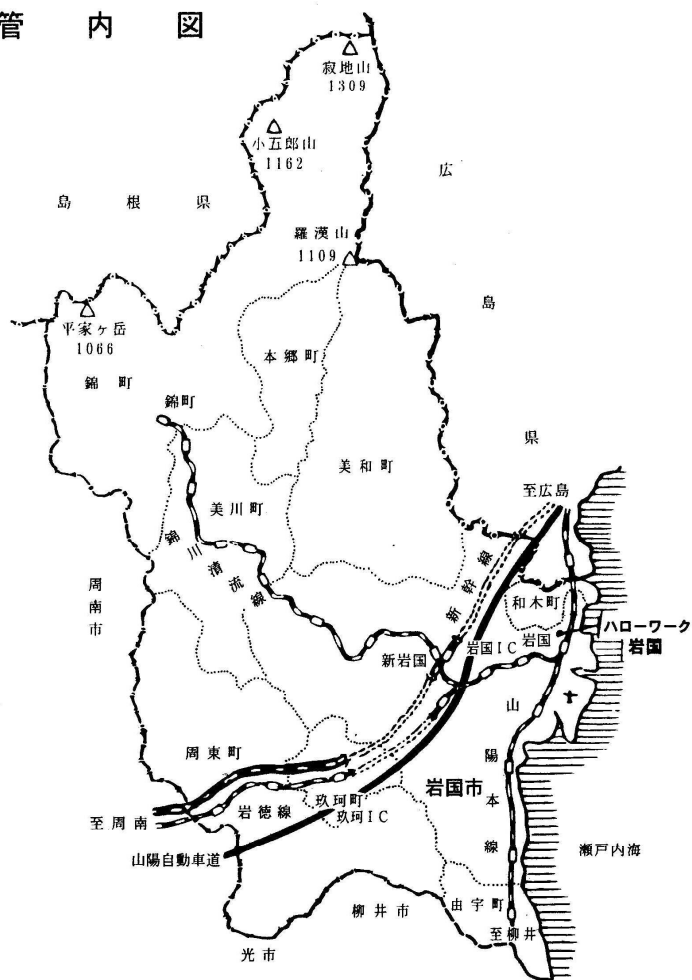 管内図
寂地山
1309
小五郎山
1162
広島県
島根県
羅漢山
1109
平家ヶ岳
1066
本郷町
錦町
錦町
美和町
至広島
美川町
錦川清流線
新幹線
周南市
和木町
ハローワーク
岩国
岩国
岩国IC
新岩国
山陽本線
周東町
岩国市
玖珂町
玖珂IC
岩徳線
至周南
山陽自動車道
瀬戸内海
由宇町
柳井市
至柳井
光市